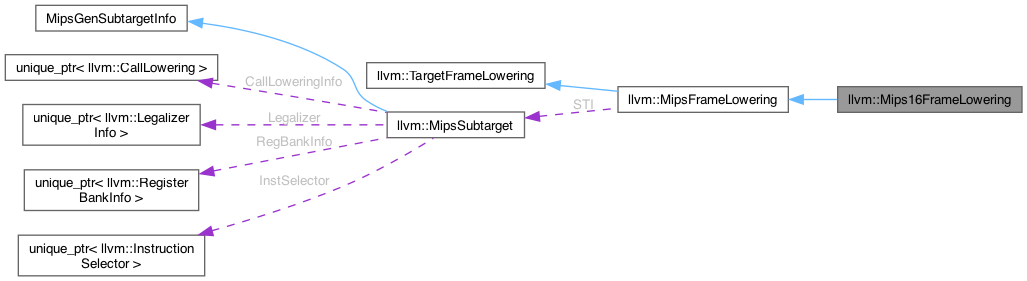 MipsGenSubtargetInfo
unique_ptr< llvm::CallLowering >
CallLoweringInfo
llvm::TargetFrameLowering
STI
llvm::MipsFrameLowering
llvm::Mips16FrameLowering
unique_ptr< llvm::Legalizer
Info >
Legalizer
llvm::MipsSubtarget
RegBankInfo
unique_ptr< llvm::Register
BankInfo >
InstSelector
unique_ptr< llvm::Instruction
Selector >